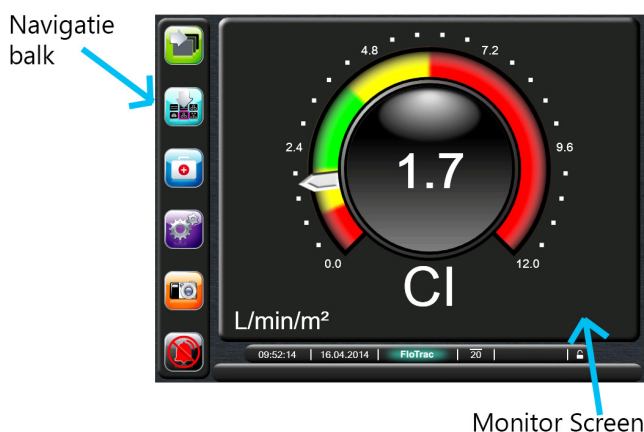 Navigatie
balk
4.8
7.2
2.4
9.6
1.7
0.0
12.0
CI
L/min/m²
09:52:14 | 16.04.2014 | FloTrac | 20 |
Monitor Screen